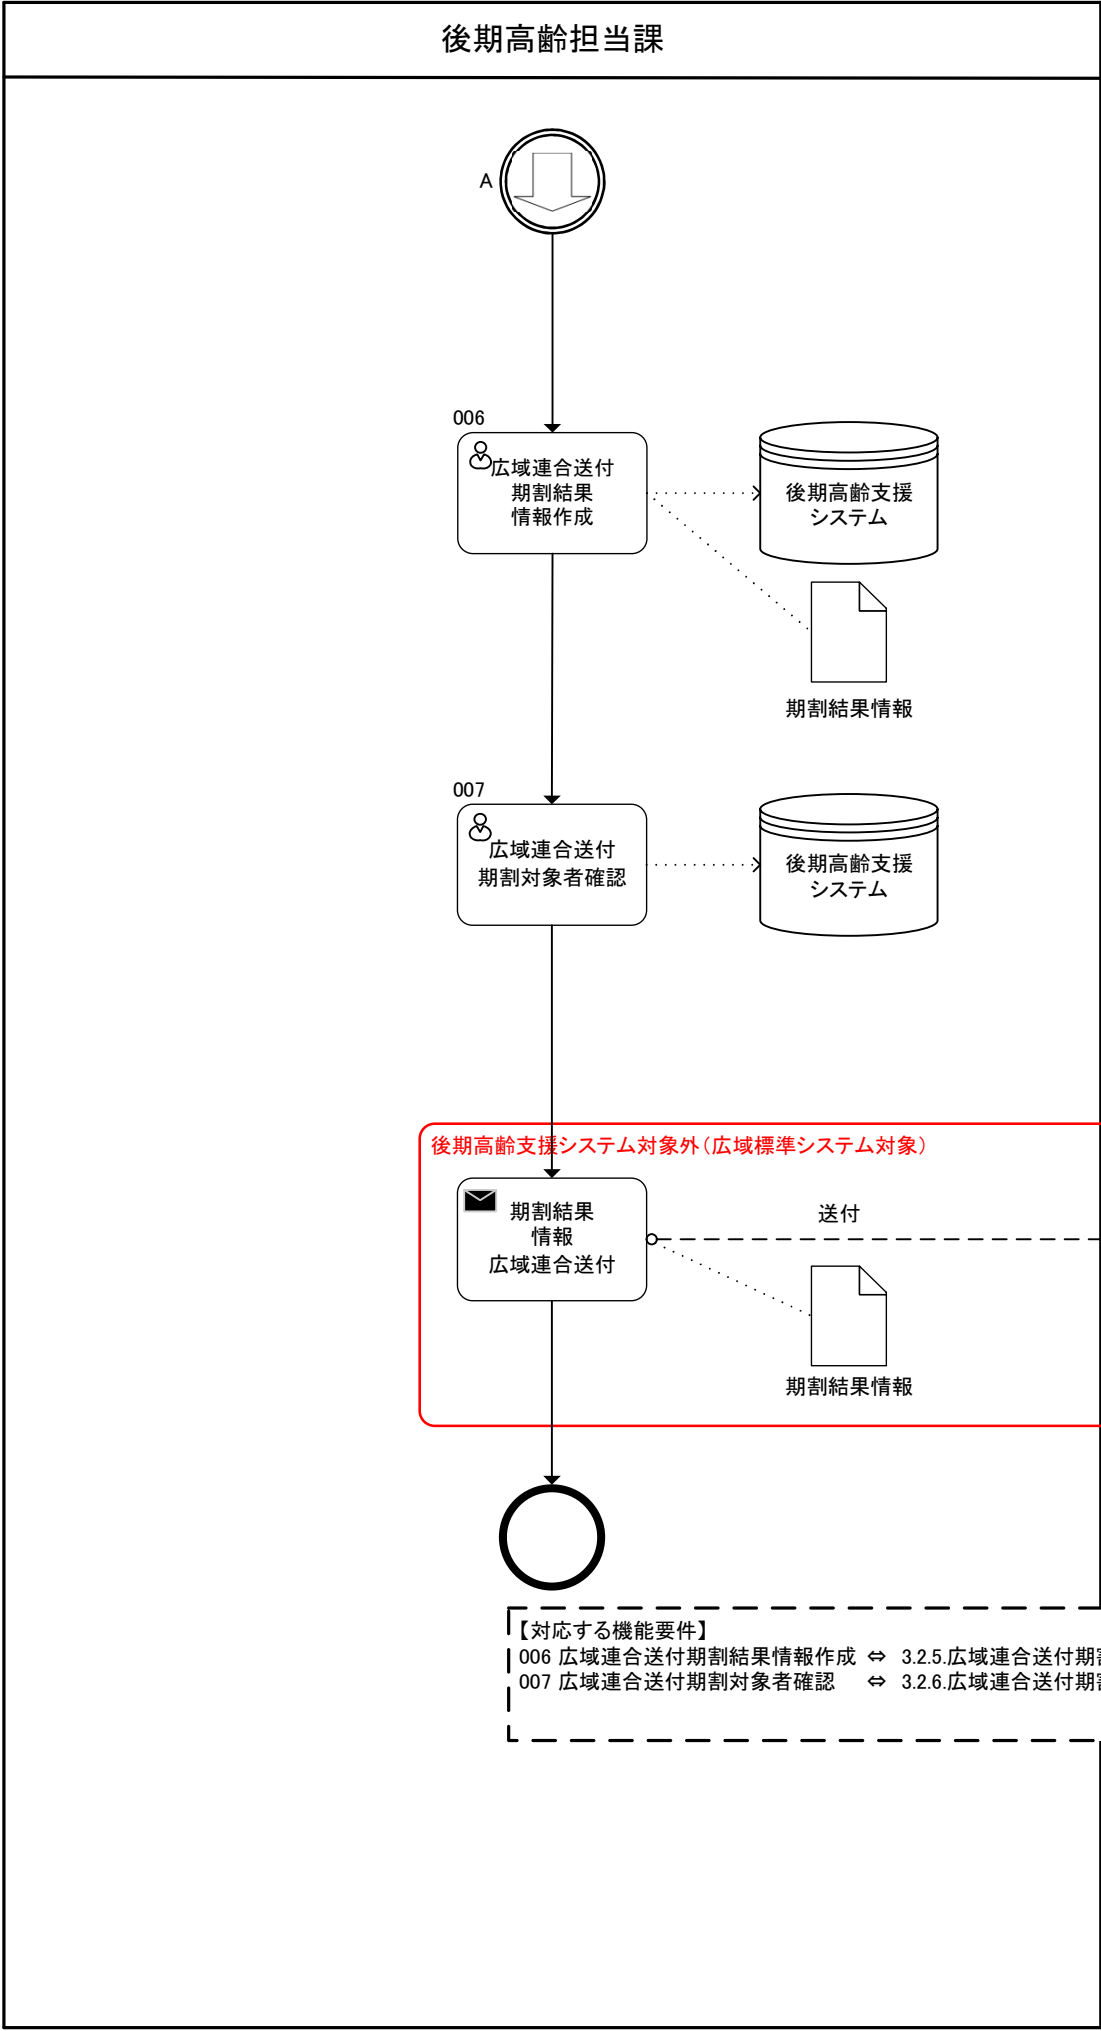 後期高齢担当課
A
006
広域連合送付
期割結果
情報作成
後期高齢支援
システム
期割結果情報
007
広域連合送付
期割対象者確認
後期高齢支援
システム
後期高齢支援システム対象外（広域標準システム対象）
期割結果
情報
広域連合送付
送付
期割結果情報
【対応する機能要件】
006 広域連合送付期割結果情報作成 ⇔ 3.2.5.広域連合送付期
007 広域連合送付期割対象者確認 ⇔ 3.2.6.広域連合送付期